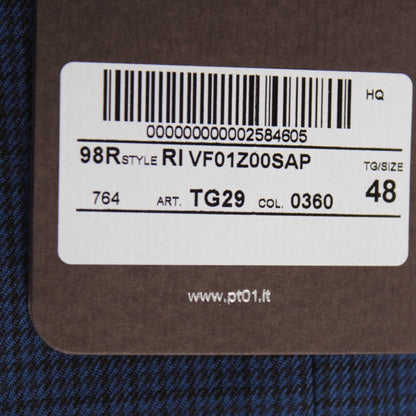 HQ
000000000002584605
98R STYLE RI VF01Z00SAP TG/SIZE
764 ART. TG29 COL. 0360 48
www.pt01.it